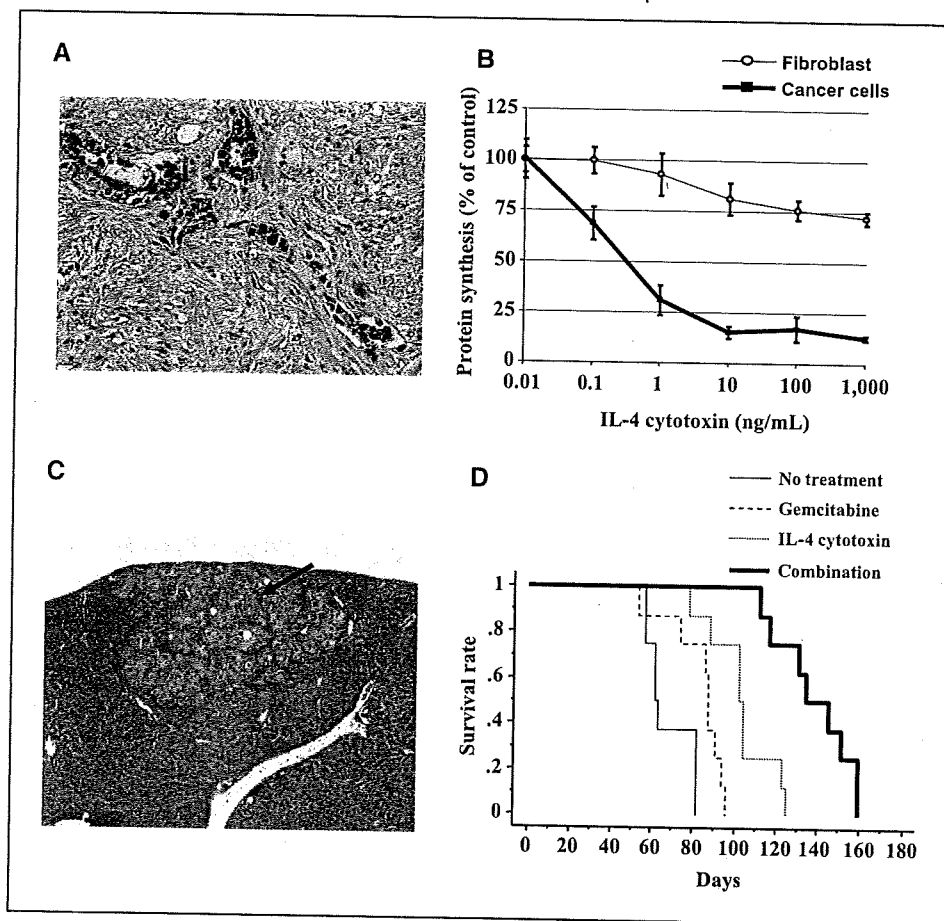 A
B
Fibroblast
Cancer cells
Protein synthesis (% of control)
125
100
75
50
25
0
0.01 0.1 1 10 100 1,000
IL-4 cytotoxin (ng/mL)
C
D
No treatment
Gemcitabine
IL-4 cytotoxin
Combination
Survival rate
1
.8
.6
.4
.2
0
0 20 40 60 80 100 120 140 160 180
Days